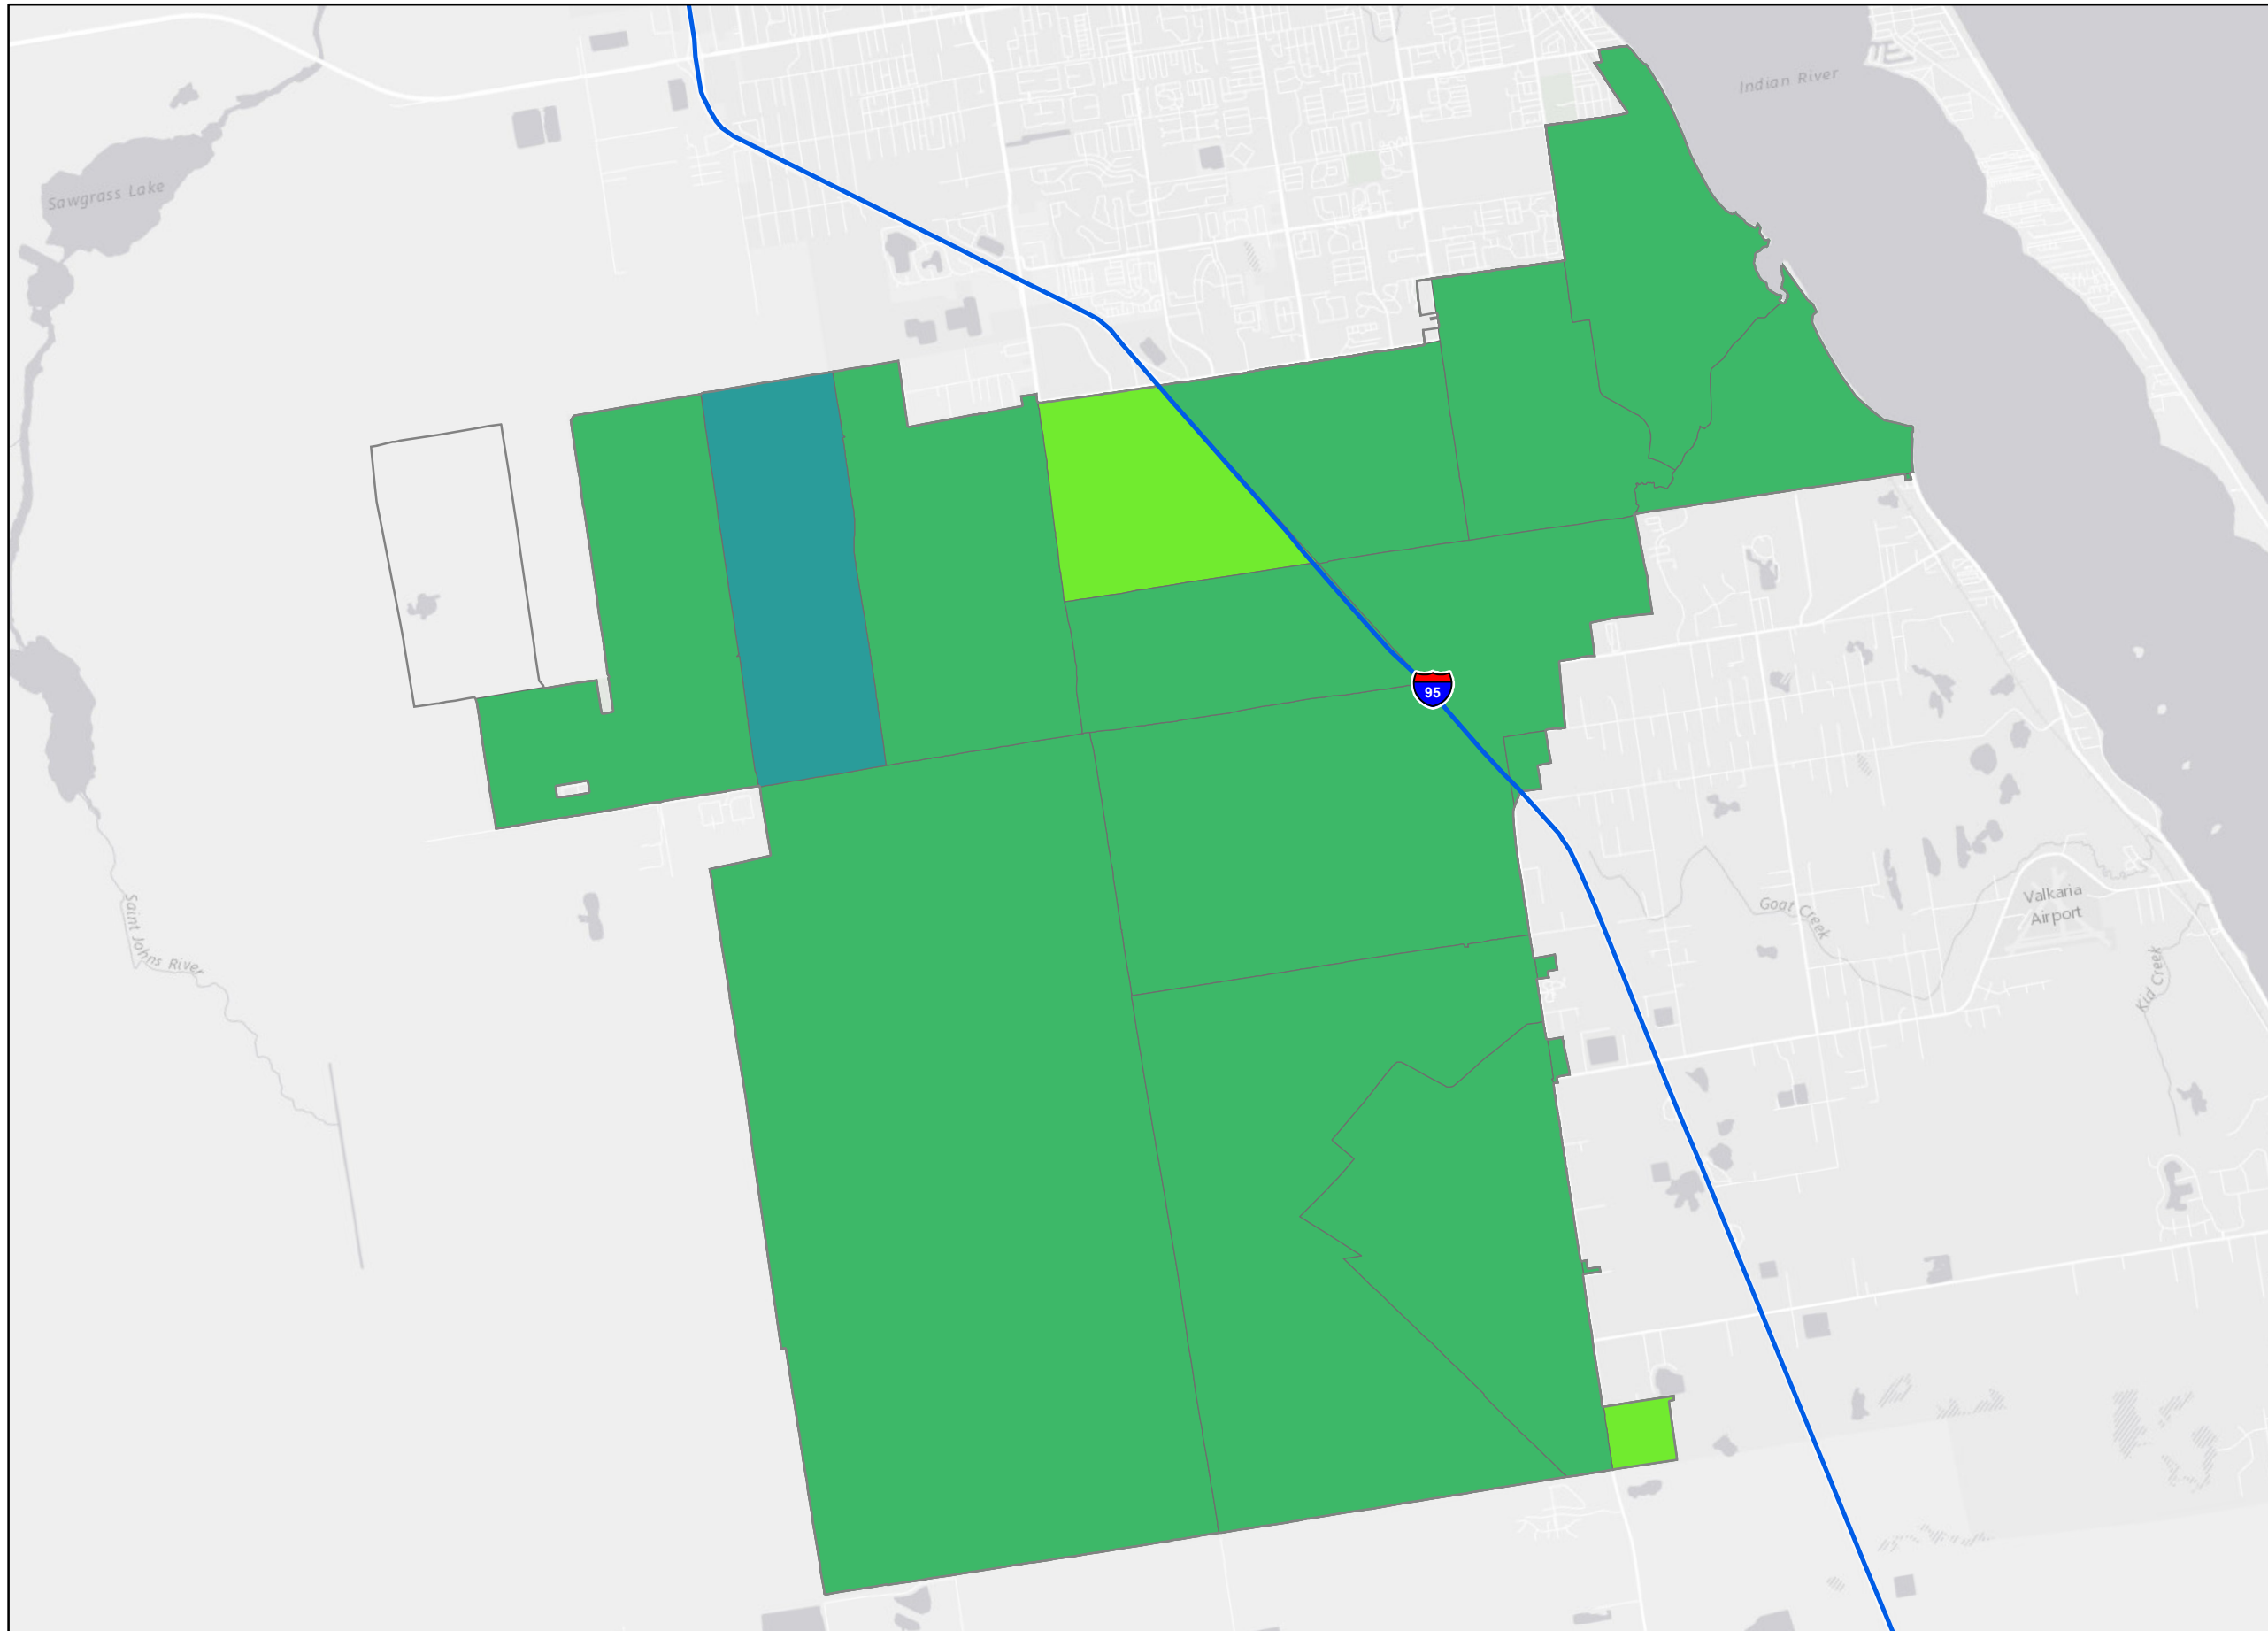 Indian River
Sawgrass Lake
95
Valkaria
Airport
Goat Creek
Saint Johns River
Kid Creek